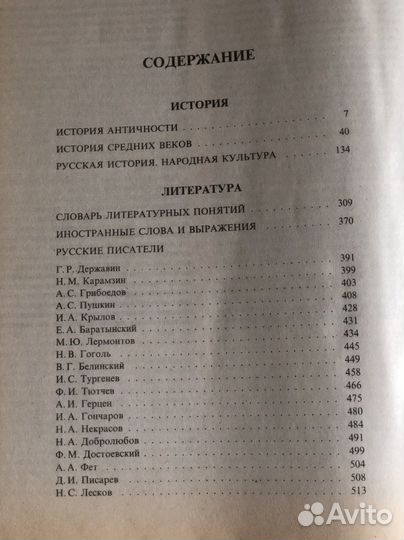 СОДЕРЖАНИЕ
ИСТОРИЯ
ИСТОРИЯ АНТИЧНОСТИ . . . . . . . . . . . . . . . . 7
ИСТОРИЯ СРЕДНИХ ВЕКОВ . . . . . . . . . . . . . . 40
РУССКАЯ ИСТОРИЯ. НАРОДНАЯ КУЛЬТУРА . . . . . . 134
ЛИТЕРАТУРА
СЛОВАРЬ ЛИТЕРАТУРНЫХ ПОНЯТИЙ . . . . . . . . . . 309
ИНОСТРАННЫЕ СЛОВА И ВЫРАЖЕНИЯ . . . . . . . . . 370
РУССКИЕ ПИСАТЕЛИ
Г. Р. Державин . . . . . . . . . . . . . . . . . . 391
Н. М. Карамзин . . . . . . . . . . . . . . . . . . 399
А. С. Грибоедов . . . . . . . . . . . . . . . . . . 403
А. С. Пушкин . . . . . . . . . . . . . . . . . . 408
И. А. Крылов . . . . . . . . . . . . . . . . . . 428
Е. А. Баратынский . . . . . . . . . . . . . . . . . 431
М. Ю. Лермонтов . . . . . . . . . . . . . . . . . 434
Н. В. Гоголь . . . . . . . . . . . . . . . . . . 445
В. Г. Белинский . . . . . . . . . . . . . . . . . . 449
И. С. Тургенев . . . . . . . . . . . . . . . . . . 458
Ф. И. Тютчев . . . . . . . . . . . . . . . . . . 466
А. И. Герцен . . . . . . . . . . . . . . . . . . 475
И. А. Гончаров . . . . . . . . . . . . . . . . . . 480
Н. А. Некрасов . . . . . . . . . . . . . . . . . . 484
Н. А. Добролюбов . . . . . . . . . . . . . . . . . 491
Ф. М. Достоевский . . . . . . . . . . . . . . . . . 499
А. А. Фет . . . . . . . . . . . . . . . . . . 504
Д. И. Писарев . . . . . . . . . . . . . . . . . . 508
Н. С. Лесков . . . . . . . . . . . . . . . . . . 513
Avito